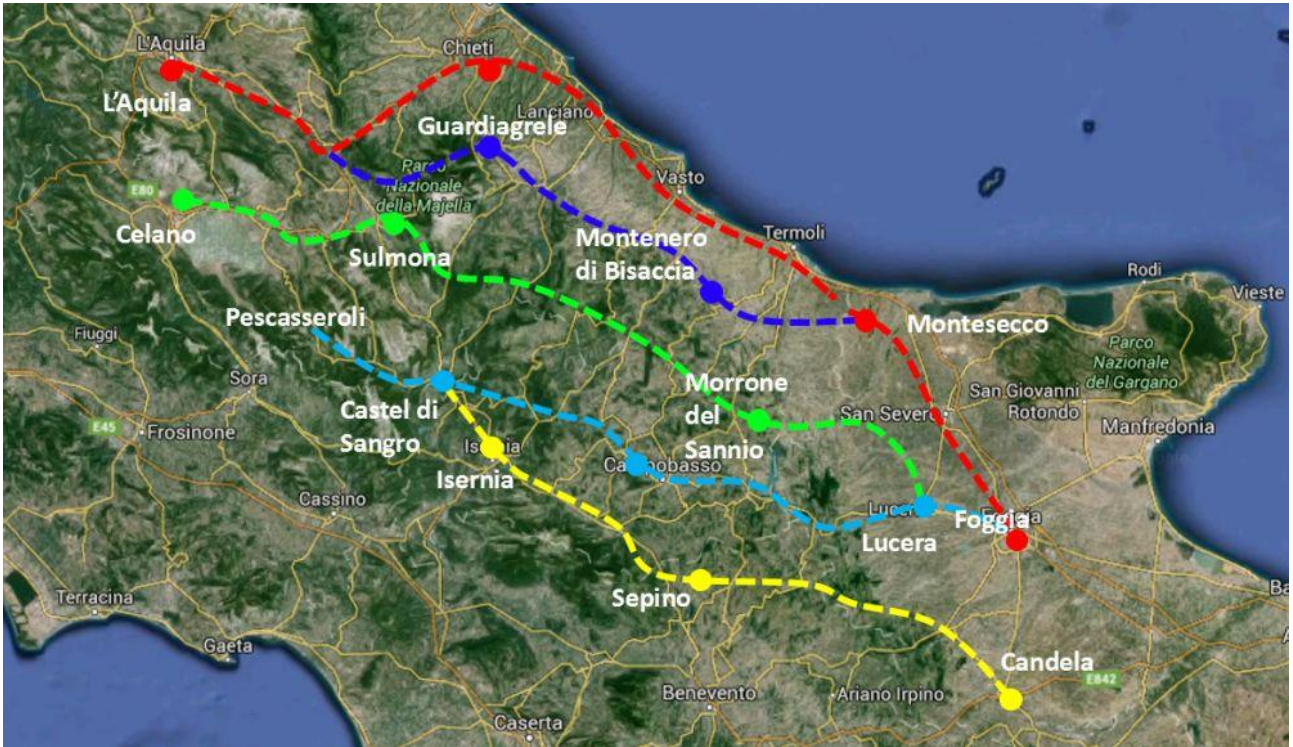 L'Aquila
L'Aquila
Chieti
Lanciano
Guardiagrele
Parco
Nazionale
della Majella
Vasto
E80
Celano
Sulmona
Montenero
di Bisaccia
Termoli
Rodi
Vieste
Fiuggi
Pescasseroli
Montesecco
Parco
Nazionale
del Gargano
Sora
Morrone
del
Sannio
San Severo
San Giovanni
Rotondo
E45
Frosinone
Castel di
Sangro
Isernia
Isernia
Campobasso
Manfredonia
Cassino
Lucera
Lucera
Foggia
Foggia
Sepino
Terracina
Gaeta
Candela
E842
Benevento
Ariano Irpino
Caserta